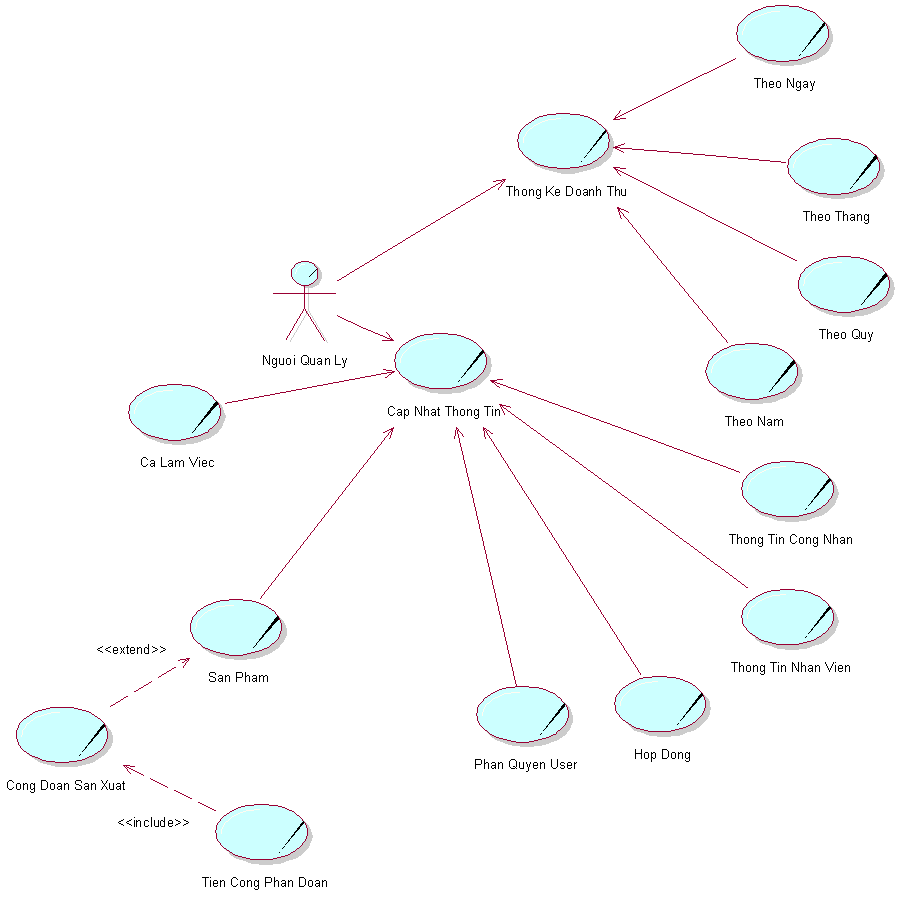 Theo Ngay
Thong Ke Doanh Thu
Theo Thang
Theo Quy
Nguoi Quan Ly
Cap Nhat Thong Tin
Theo Nam
Ca Lam Viec
Thong Tin Cong Nhan
<<extend>>
San Pham
Thong Tin Nhan Vien
Phan Quyen User
Hop Dong
Cong Doan San Xuat
<<include>>
Tien Cong Phan Doan